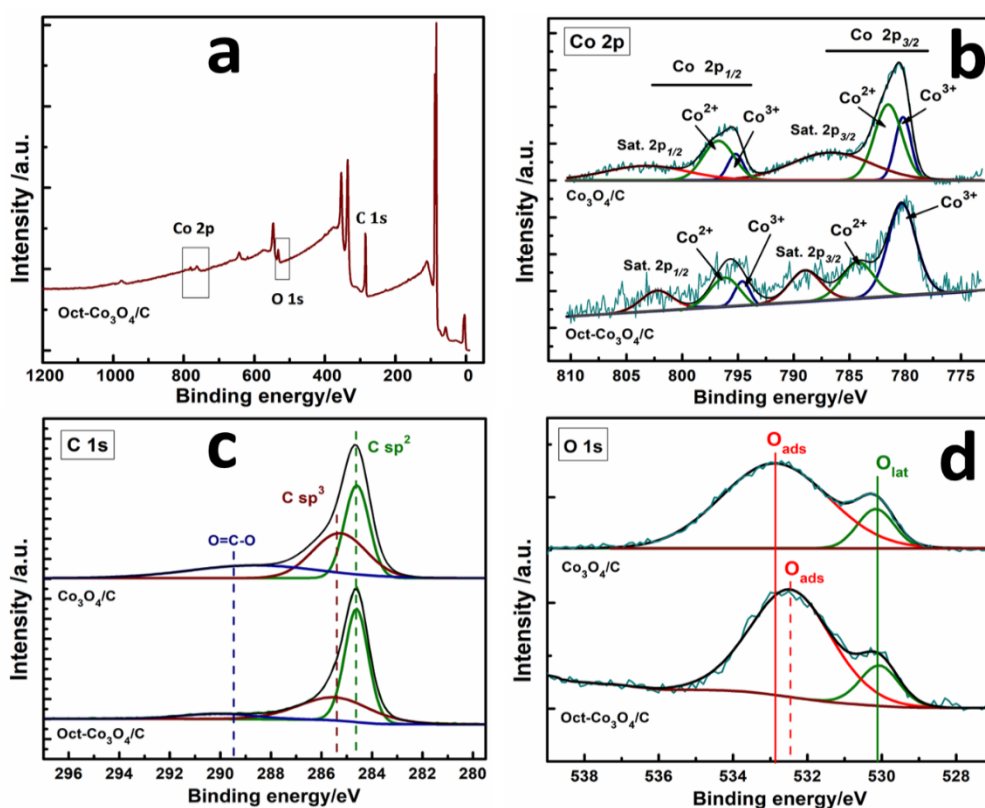 a
Intensity /a.u.
Co 2p
O 1s
C 1s
Oct-Co₃O₄/C
1200 1000 800 600 400 200 0
Binding energy/eV
b
Co 2p
Intensity /a.u.
Co 2p₃/₂
Co 2p₁/₂
Co²⁺
Co³⁺
Co²⁺
Co³⁺
Sat. 2p₁/₂
Sat. 2p₃/₂
Co₃O₄/C
Co³⁺
Co²⁺
Co³⁺
Co²⁺
Sat. 2p₁/₂
Sat. 2p₃/₂
Oct-Co₃O₄/C
810 805 800 795 790 785 780 775
Binding energy/eV
c
C 1s
Intensity /a.u.
C sp²
C sp³
O=C-O
Co₃O₄/C
Oct-Co₃O₄/C
296 294 292 290 288 286 284 282 280
Binding energy/eV
d
O 1s
Intensity /a.u.
O_ads
O_lat
Co₃O₄/C
O_ads
Oct-Co₃O₄/C
538 536 534 532 530 528
Binding energy/eV